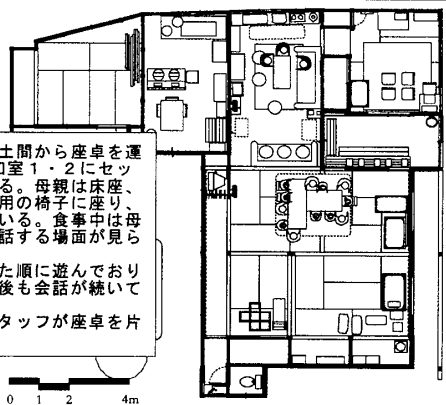 土間から座卓を運
和室１・２にセッ
る。母親は床座、
用の椅子に座り、
いる。食事中は母
話する場面が見ら
た順に遊んでおり
後も会話が続いて
タッフが座卓を片
0 1 2 4m